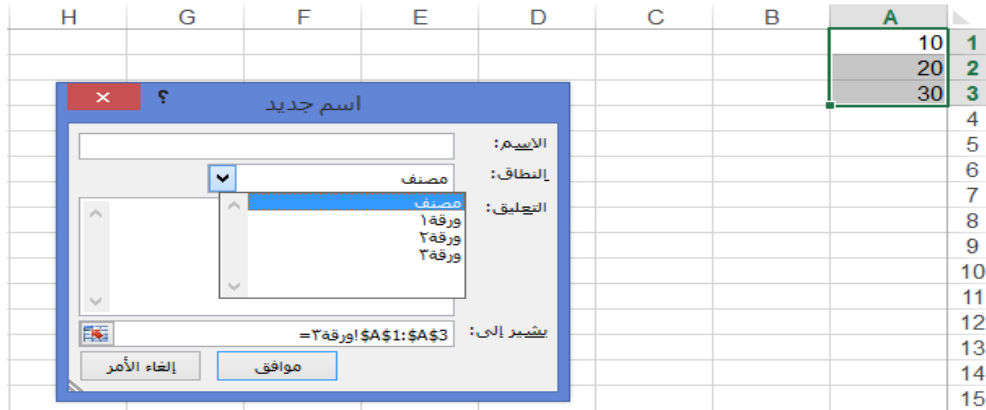 A B C D E F G H
10 1
20 2
30 3
4
5
6
7
8
9
10
11
12
13
14
15
اسم جديد ؟ ×
الاسم:
النطاق: مصنف
مصنف
ورقة١
ورقة٢
ورقة٣
التعليق:
يشير إلى: =ورقة٣!$A$1:$A$3
موافق إلغاء الأمر